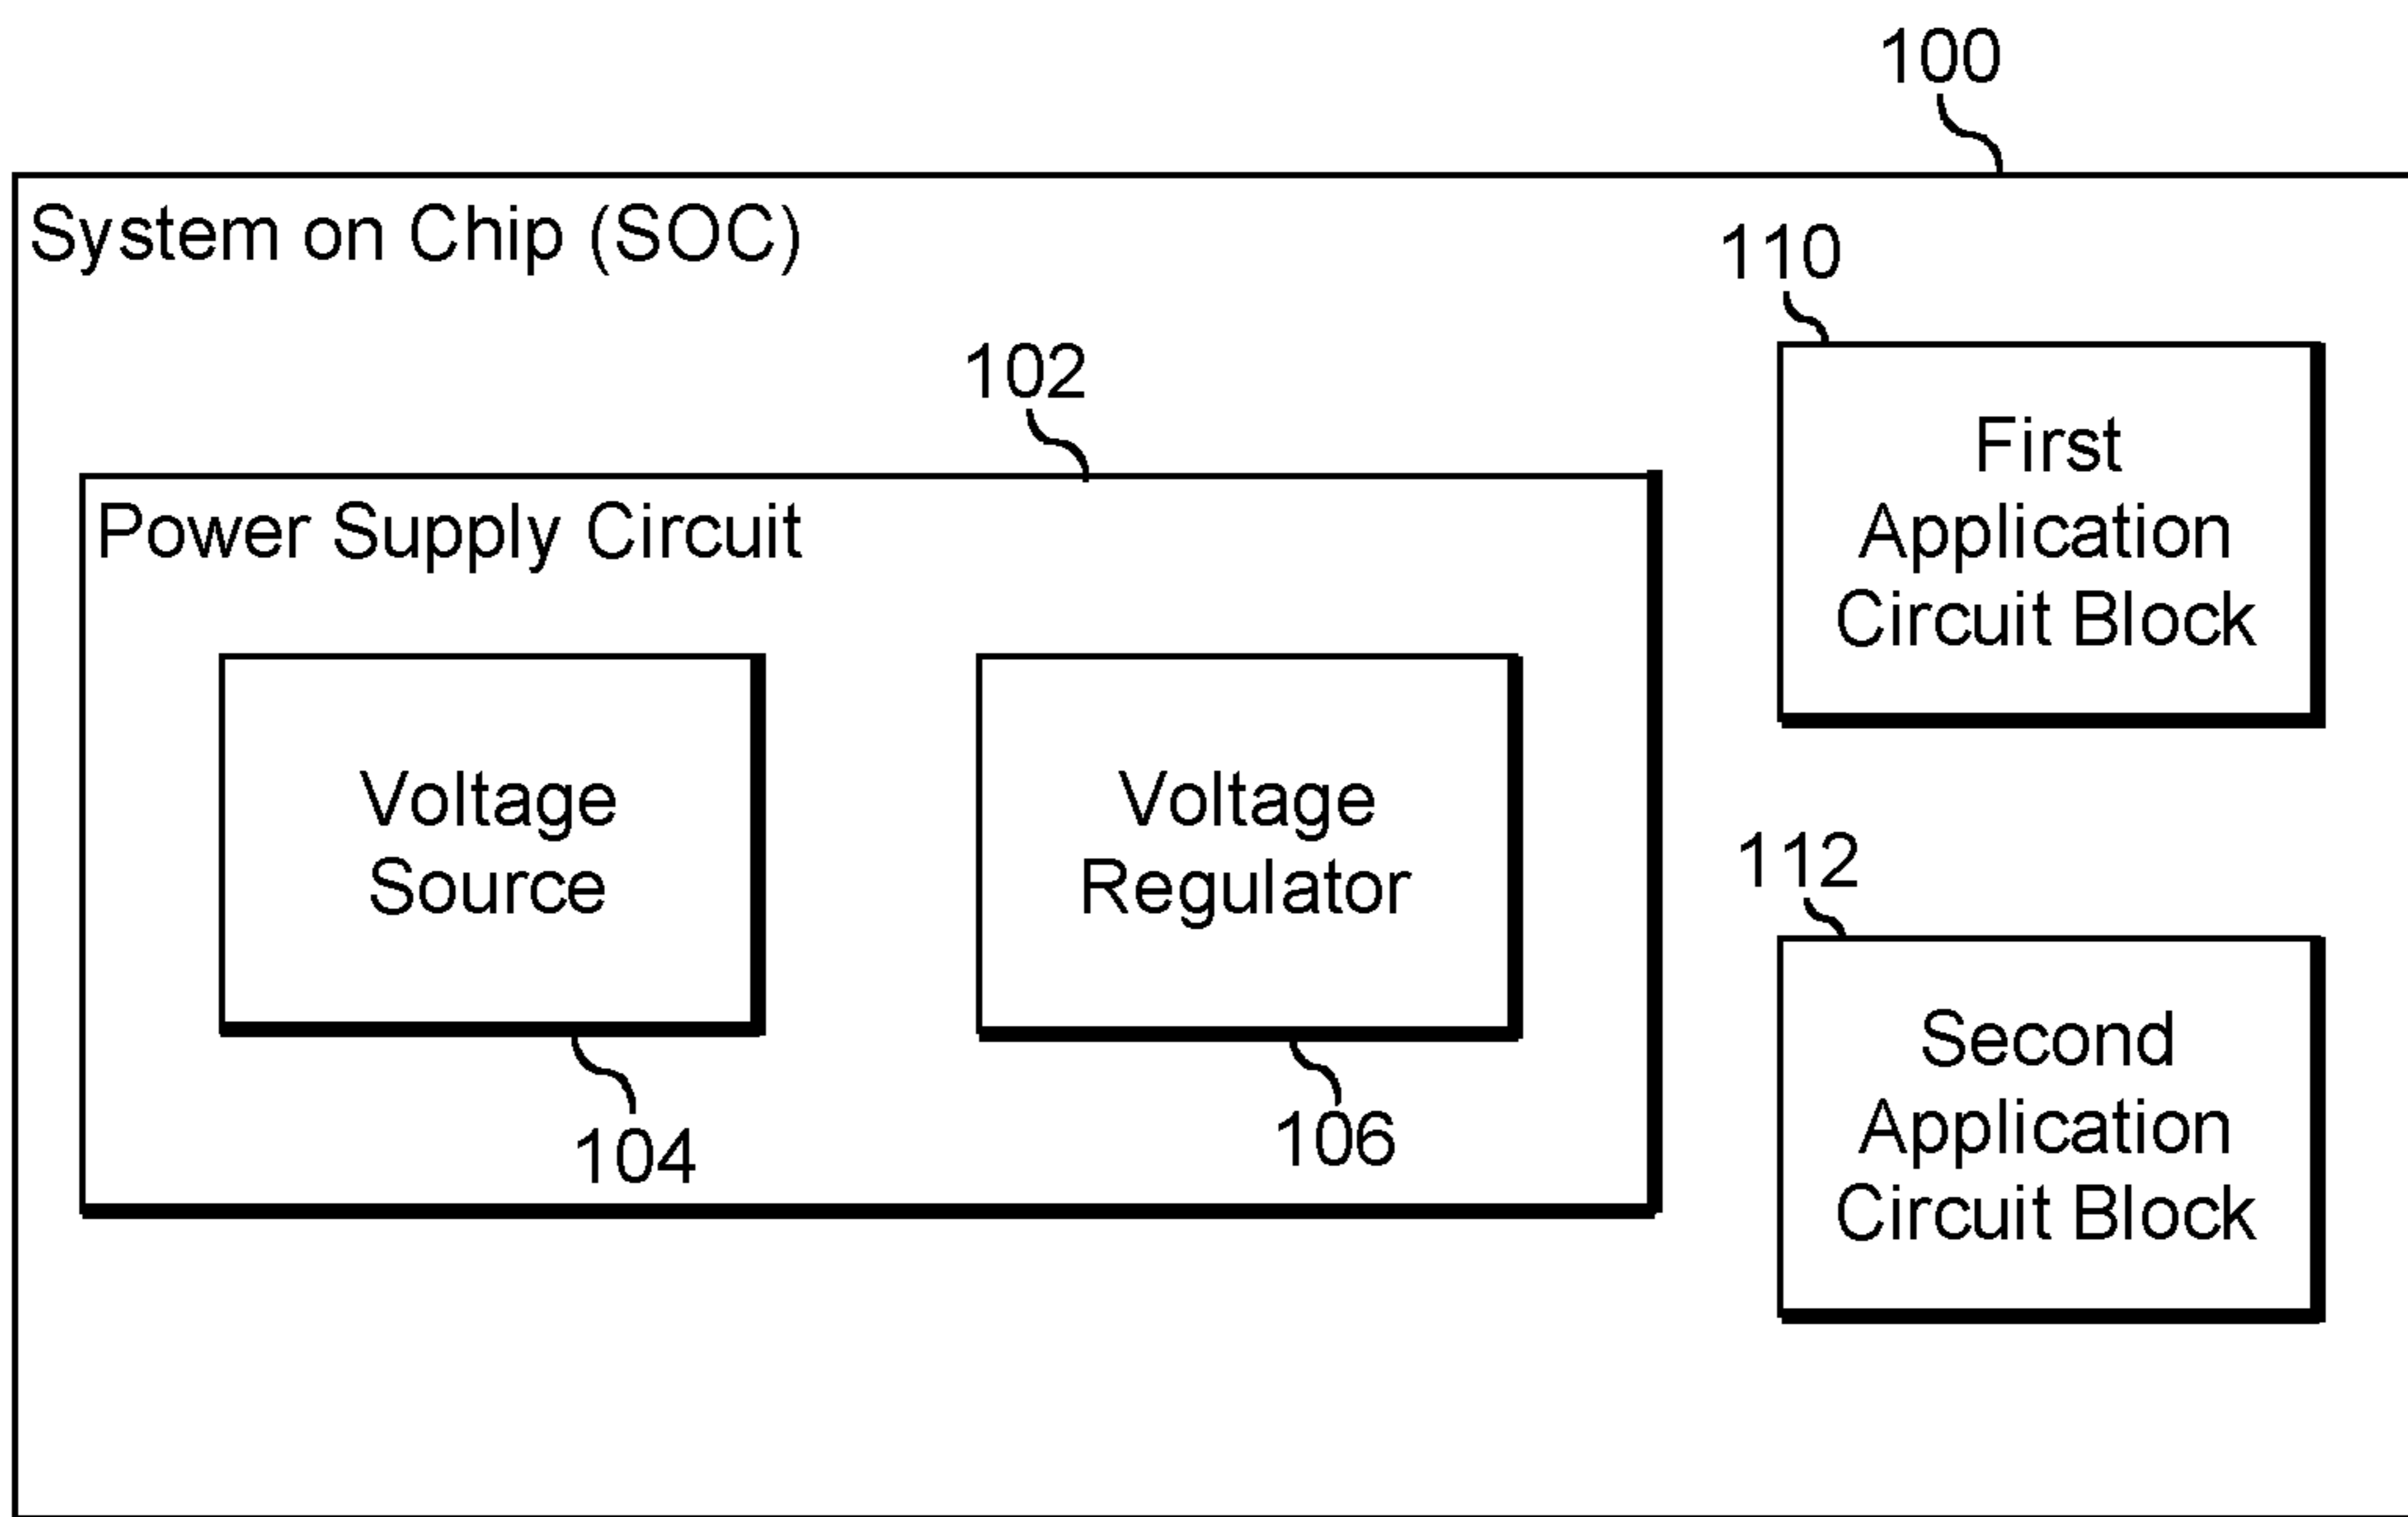 100
System on Chip (SOC)
110
102
First
Application
Circuit Block
Power Supply Circuit
Voltage
Source
Voltage
Regulator
112
Second
Application
Circuit Block
104
106